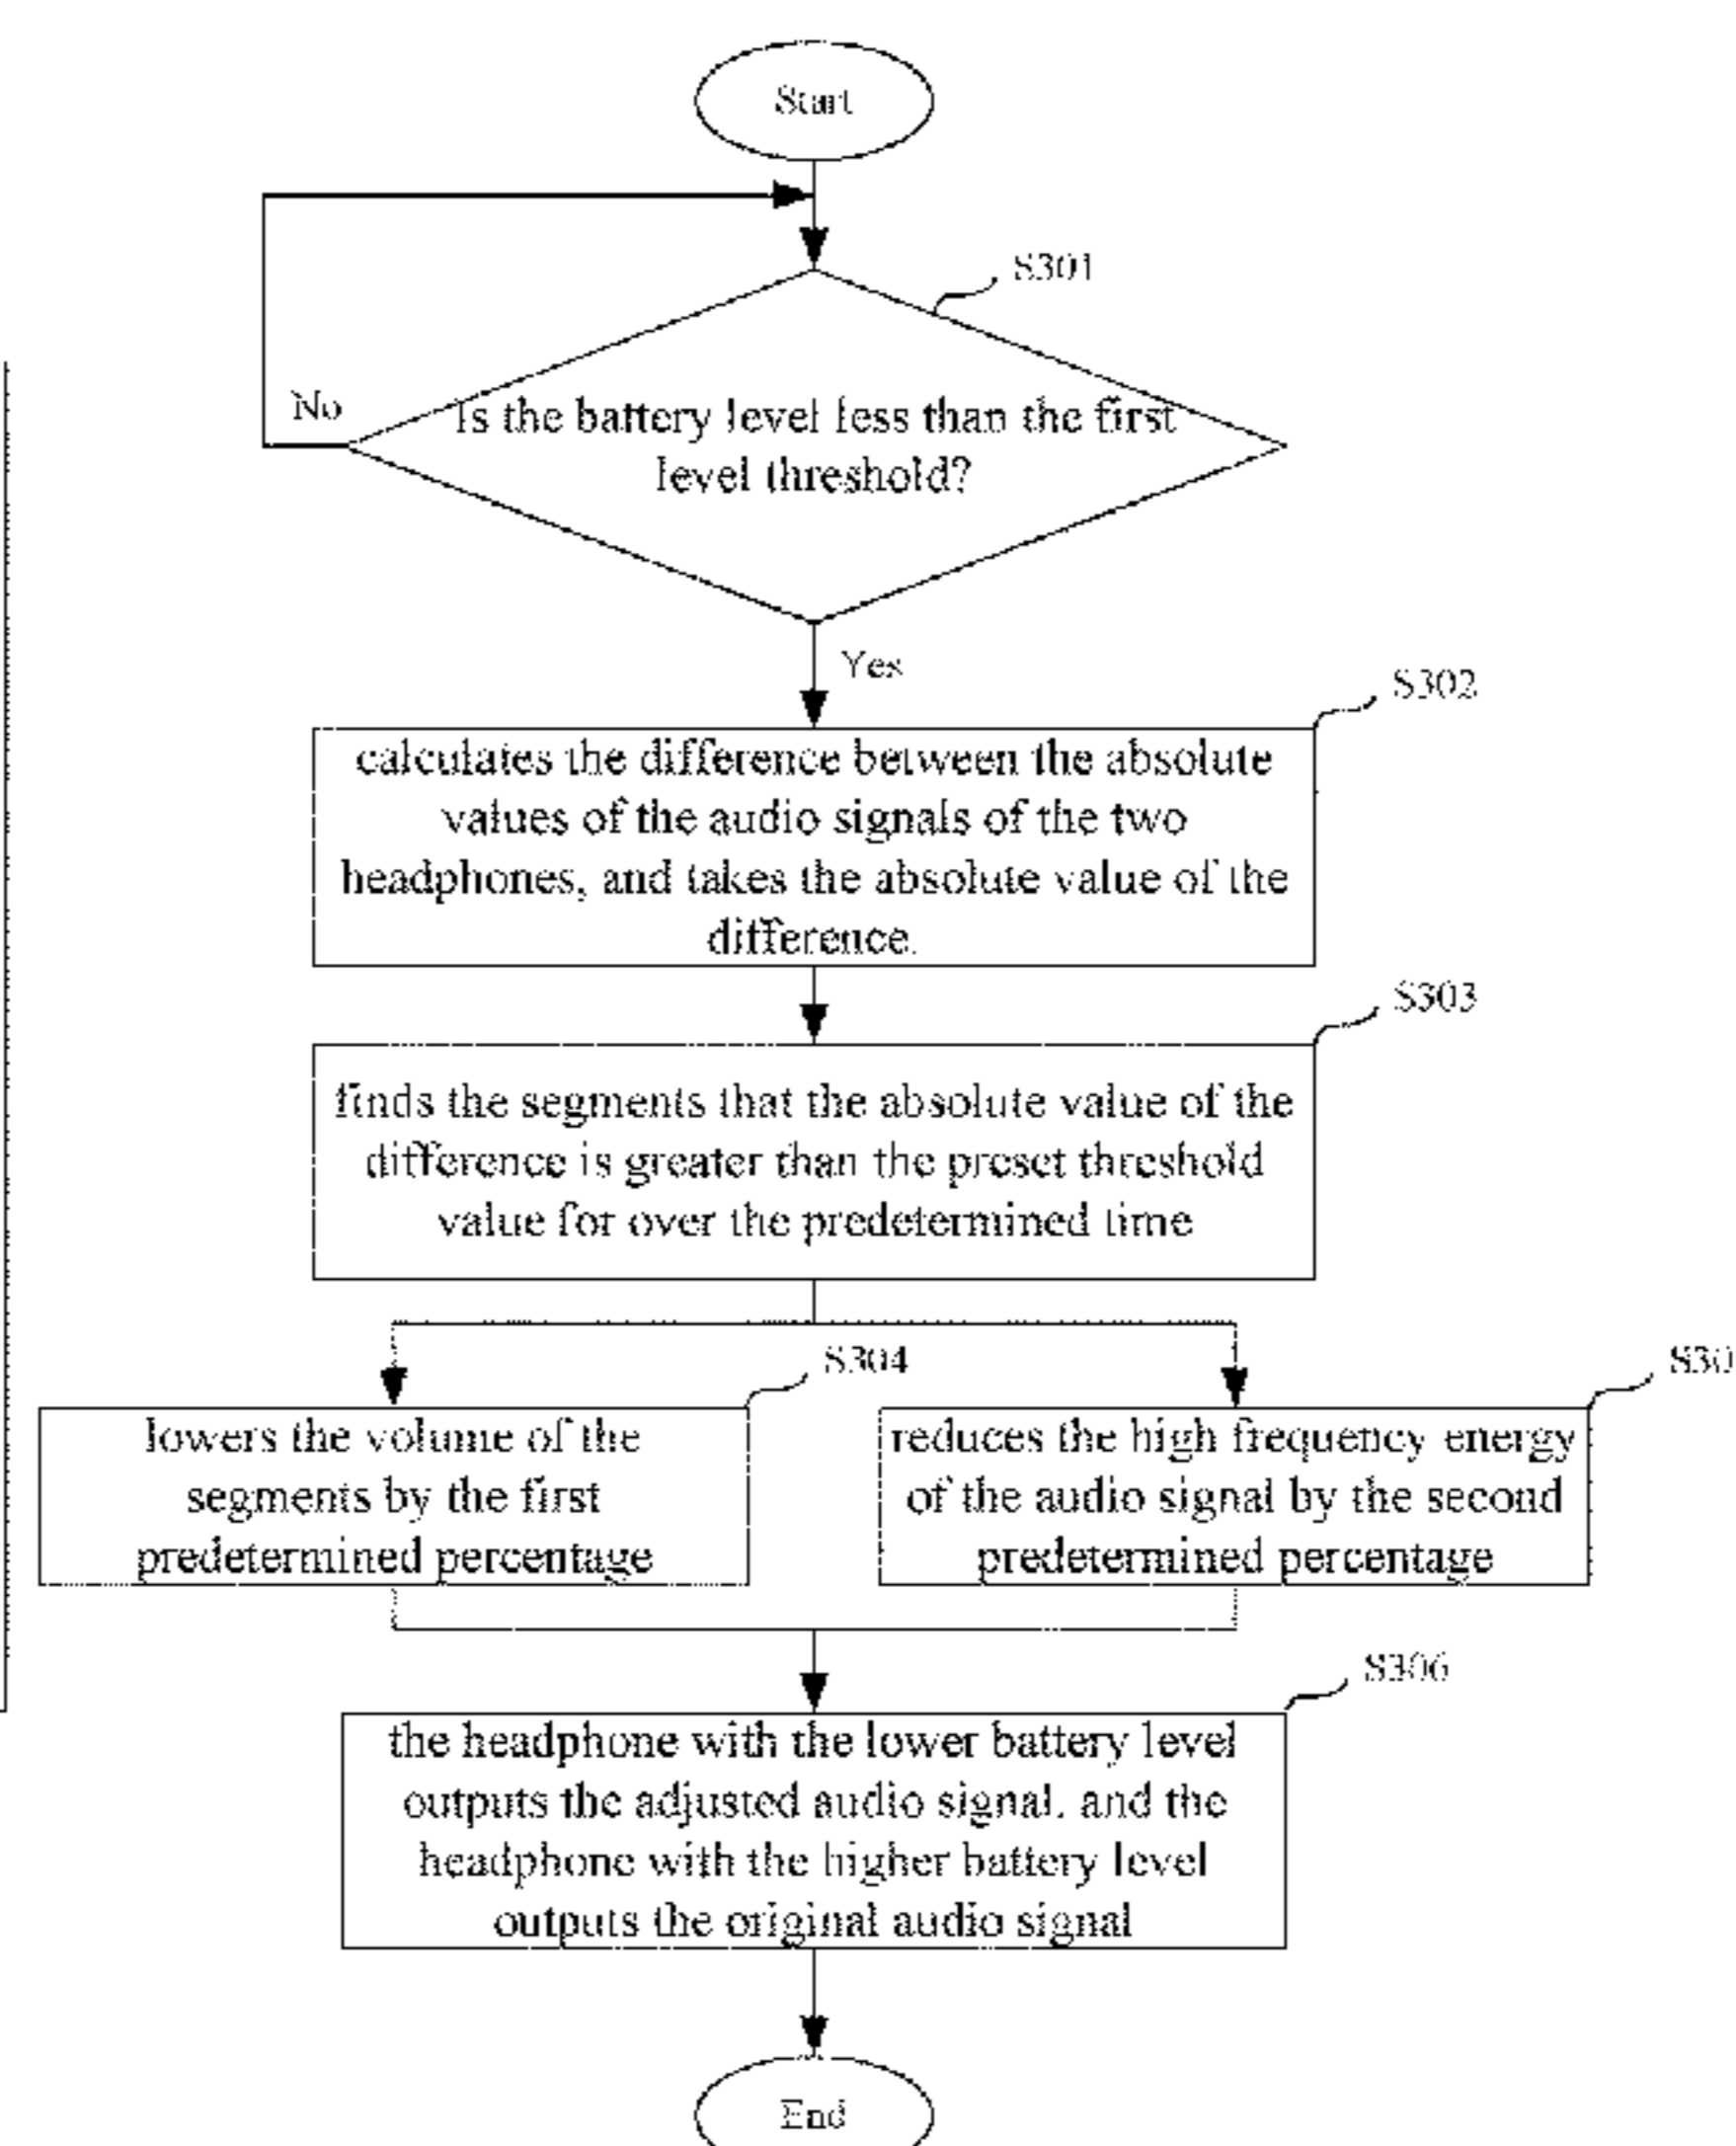 Start
S301
No
Is the battery level less than the first
level threshold?
Yes
S302
calculates the difference between the absolute
values of the audio signals of the two
headphones, and takes the absolute value of the
difference.
S303
finds the segments that the absolute value of the
difference is greater than the preset threshold
value for over the predetermined time
S304
lowers the volume of the
segments by the first
predetermined percentage
S30
reduces the high frequency energy
of the audio signal by the second
predetermined percentage
S306
the headphone with the lower battery level
outputs the adjusted audio signal, and the
headphone with the higher battery level
outputs the original audio signal
End